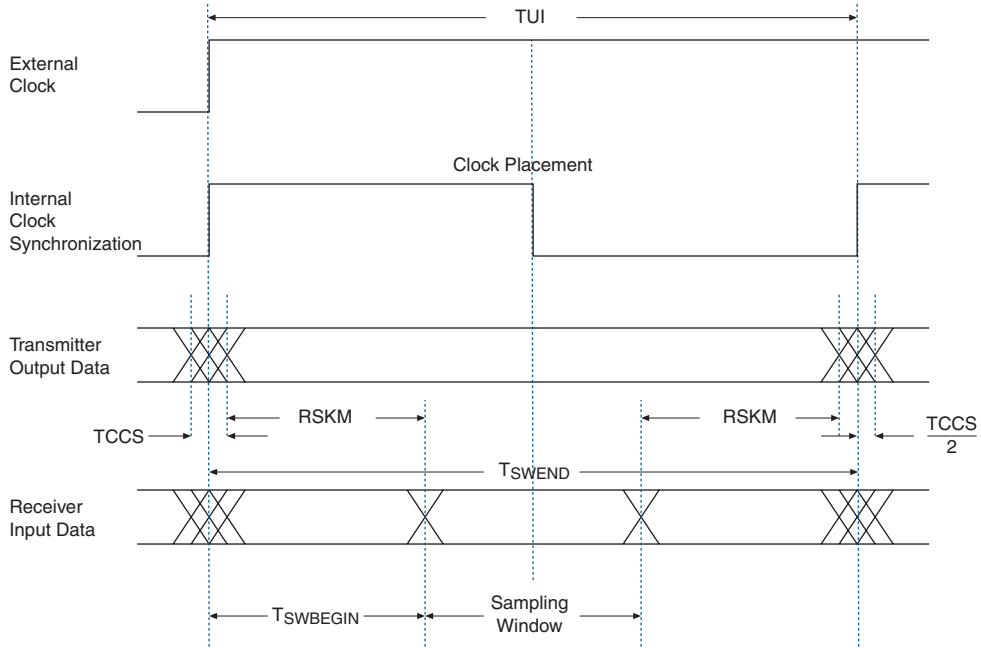 TUI
External
Clock
Clock Placement
Internal
Clock
Synchronization
Transmitter
Output Data
RSKM
RSKM
TCCS
TCCS
2
TSWEND
Receiver
Input Data
TSWBEGIN
Sampling
Window